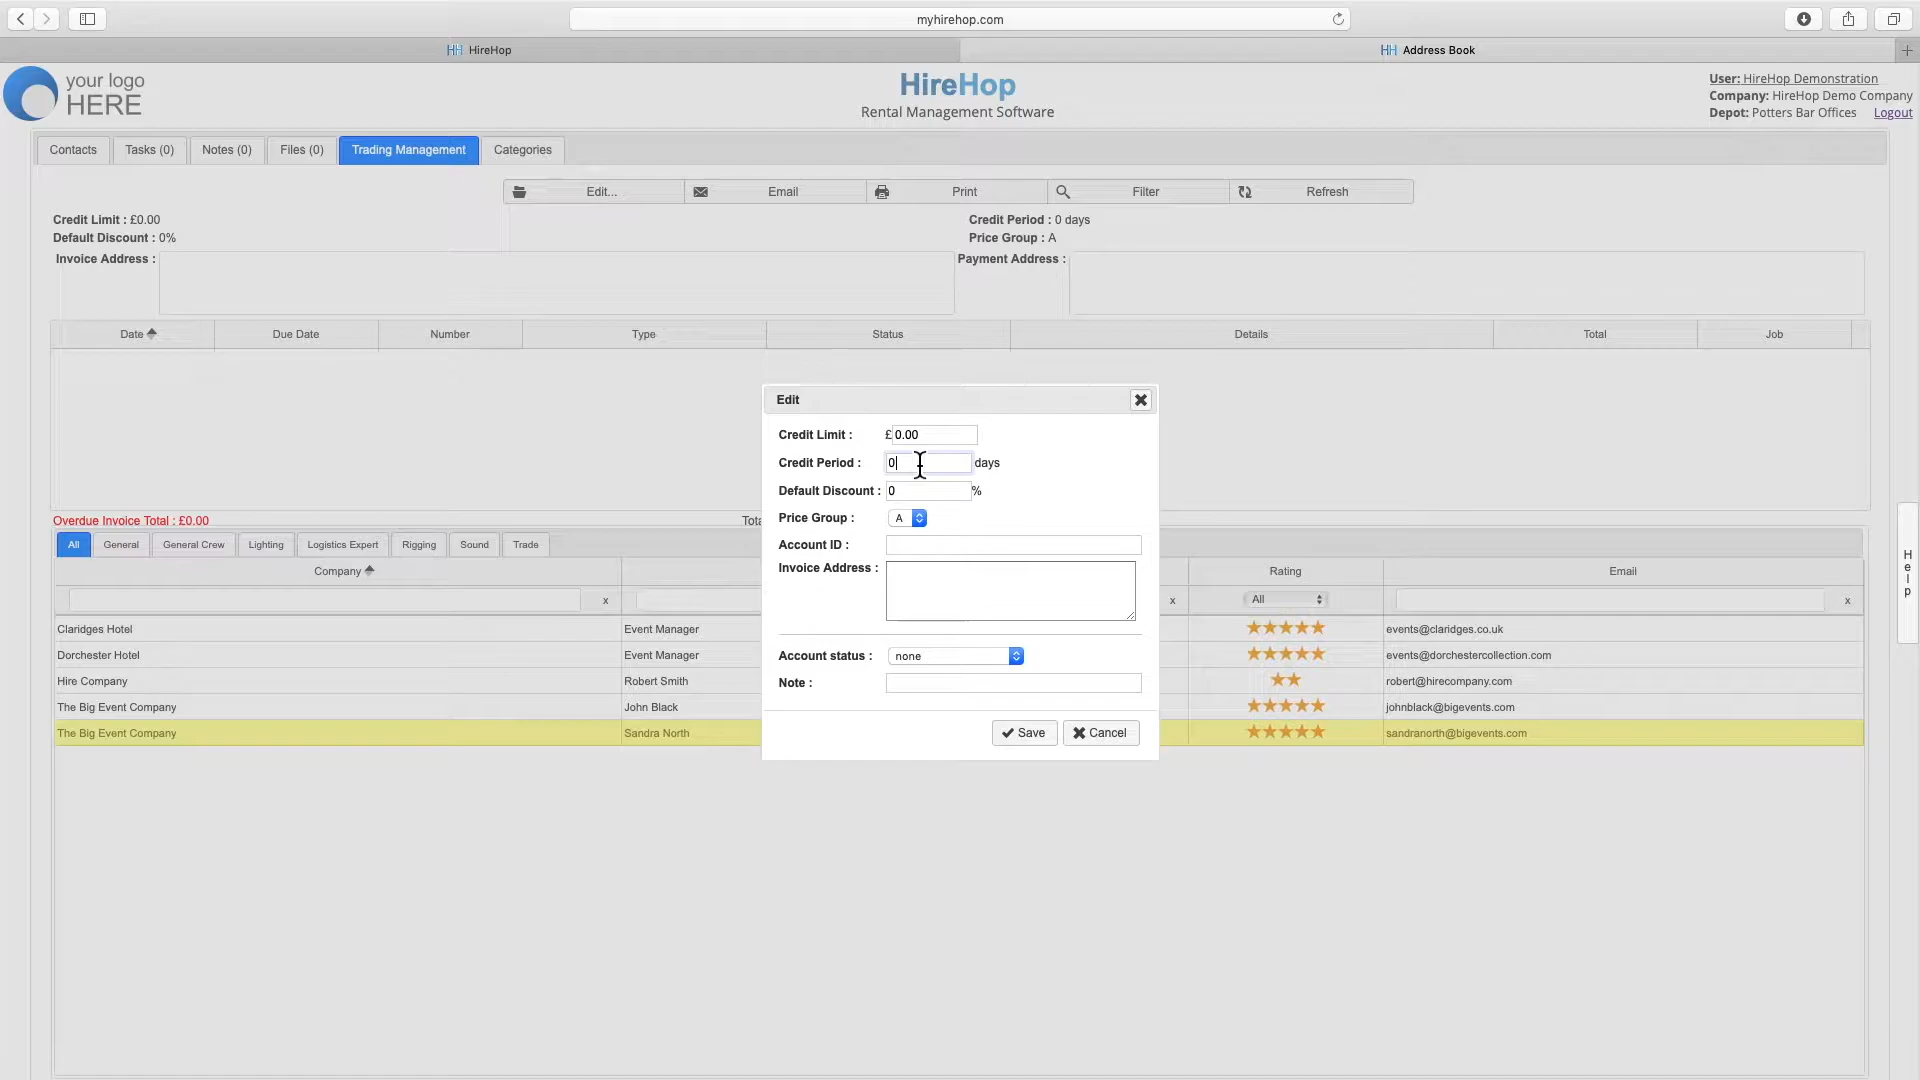 myhirehop.com
HH HireHop
HH Address Book
your logo
HERE
HireHop
Rental Management Software
User: HireHop Demonstration
Company: HireHop Demo Company
Depot: Potters Bar Offices Logout
Contacts Tasks (0) Notes (0) Files (0) Trading Management Categories
Edit... Email Print Filter Refresh
Credit Limit : £0.00 Credit Period : 0 days
Default Discount : 0% Price Group : A
Invoice Address : Payment Address :
Date Due Date Number Type Status Details Total Job
Edit
Credit Limit : £ 0.00
Credit Period : 0 days
Default Discount : 0 %
Price Group : A
Account ID :
Invoice Address :
Account status : none
Note :
Save Cancel
Overdue Invoice Total : £0.00
All General General Crew Lighting Logistics Expert Rigging Sound Trade
Company Rating Email
x x All x
Claridges Hotel Event Manager events@claridges.co.uk
Dorchester Hotel Event Manager events@dorchestercollection.com
Hire Company Robert Smith robert@hirecompany.com
The Big Event Company John Black johnblack@bigevents.com
The Big Event Company Sandra North sandranorth@bigevents.com
Help